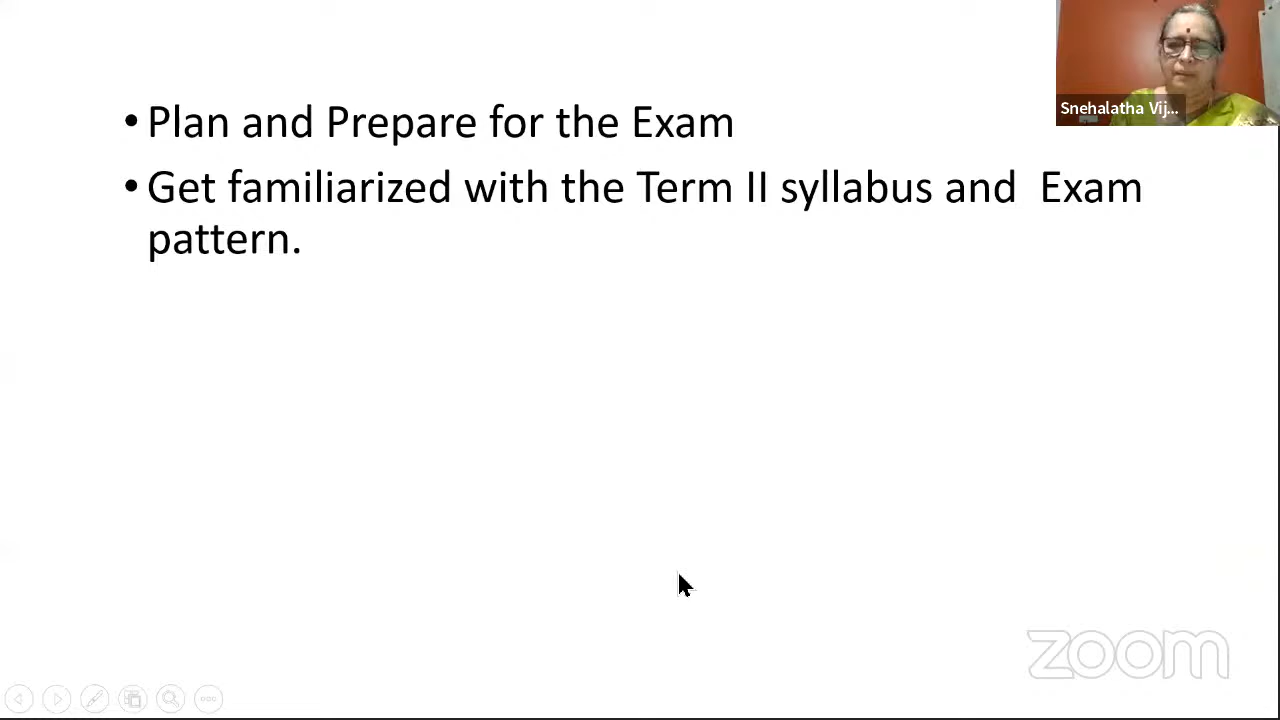 • Plan and Prepare for the Exam
• Get familiarized with the Term II syllabus and  Exam
pattern.
Snehalatha Vij...
zoom